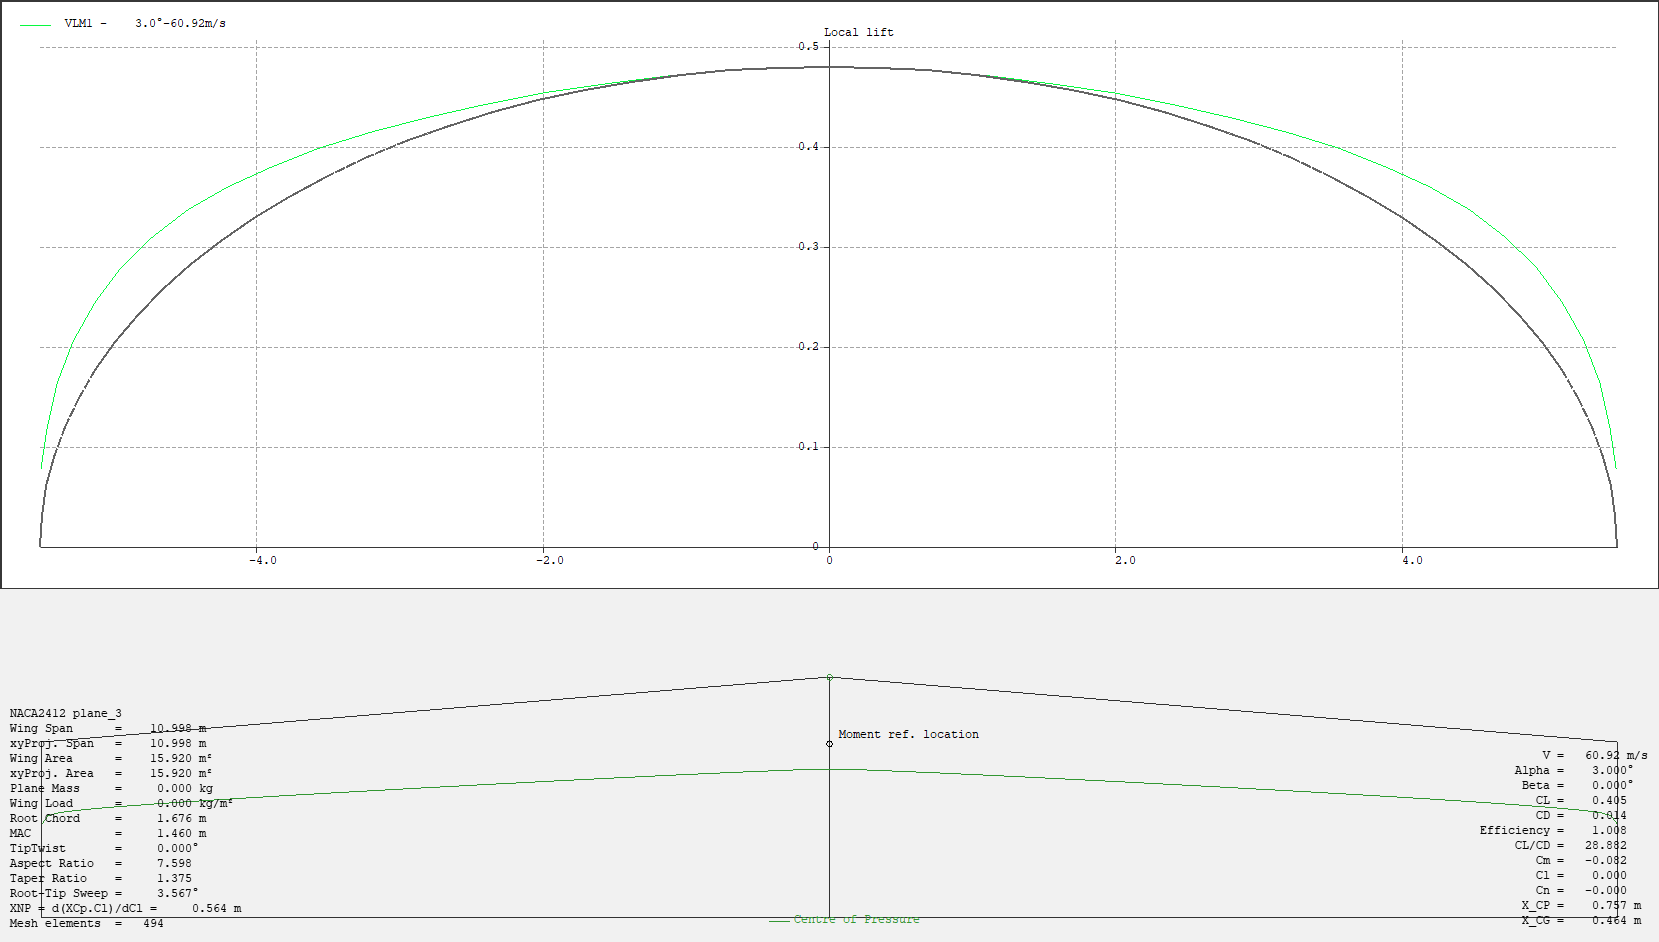 VLM1 -    3.0°-60.92m/s
Local lift
0.5
0.4
0.3
0.2
0.1
0
-4.0
-2.0
0
2.0
4.0
NACA2412 plane_3
Wing Span      =    10.998 m
xyProj. Span   =    10.998 m
Wing Area      =    15.920 m²
xyProj. Area   =    15.920 m²
Plane Mass     =     0.000 kg
Wing Load      =     0.000 kg/m²
Root Chord     =     1.676 m
MAC            =     1.460 m
TipTwist       =     0.000°
Aspect Ratio   =     7.598
Taper Ratio    =     1.375
Root-Tip Sweep =     3.567°
XNP = d(XCp.Cl)/dCl =     0.564 m
Mesh elements  =   494
Moment ref. location
Centre of Pressure
V =   60.92 m/s
Alpha =   3.000°
Beta =   0.000°
CL =   0.405
CD =   0.014
Efficiency =   1.008
CL/CD =   28.882
Cm =   -0.082
Cl =   0.000
Cn =   -0.000
X_CP =   0.757 m
X_CG =   0.464 m